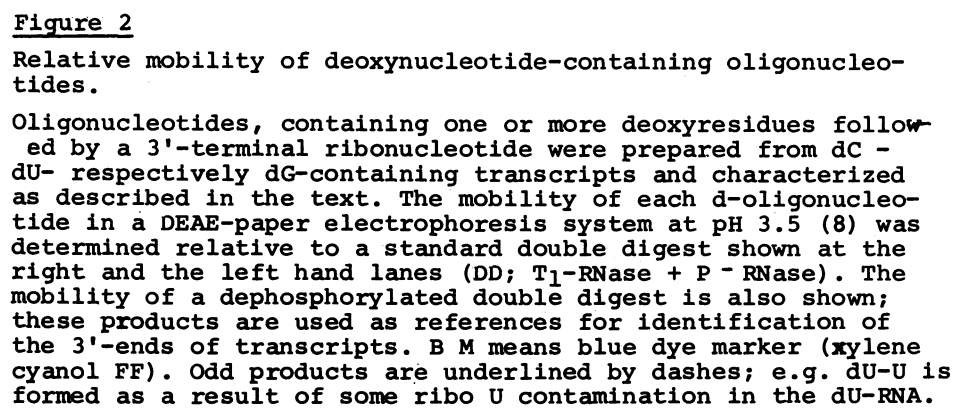 Figure 2
Relative mobility of deoxynucleotide-containing oligonucleo-
tides.
Oligonucleotides, containing one or more deoxyresidues follow-
ed by a 3'-terminal ribonucleotide were prepared from dC -
dU- respectively dG-containing transcripts and characterized
as described in the text. The mobility of each d-oligonucleo-
tide in a DEAE-paper electrophoresis system at pH 3.5 (8) was
determined relative to a standard double digest shown at the
right and the left hand lanes (DD; T1-RNase + P - RNase). The
mobility of a dephosphorylated double digest is also shown;
these products are used as references for identification of
the 3'-ends of transcripts. B M means blue dye marker (xylene
cyanol FF). Odd products are underlined by dashes; e.g. dU-U is
formed as a result of some ribo U contamination in the dU-RNA.